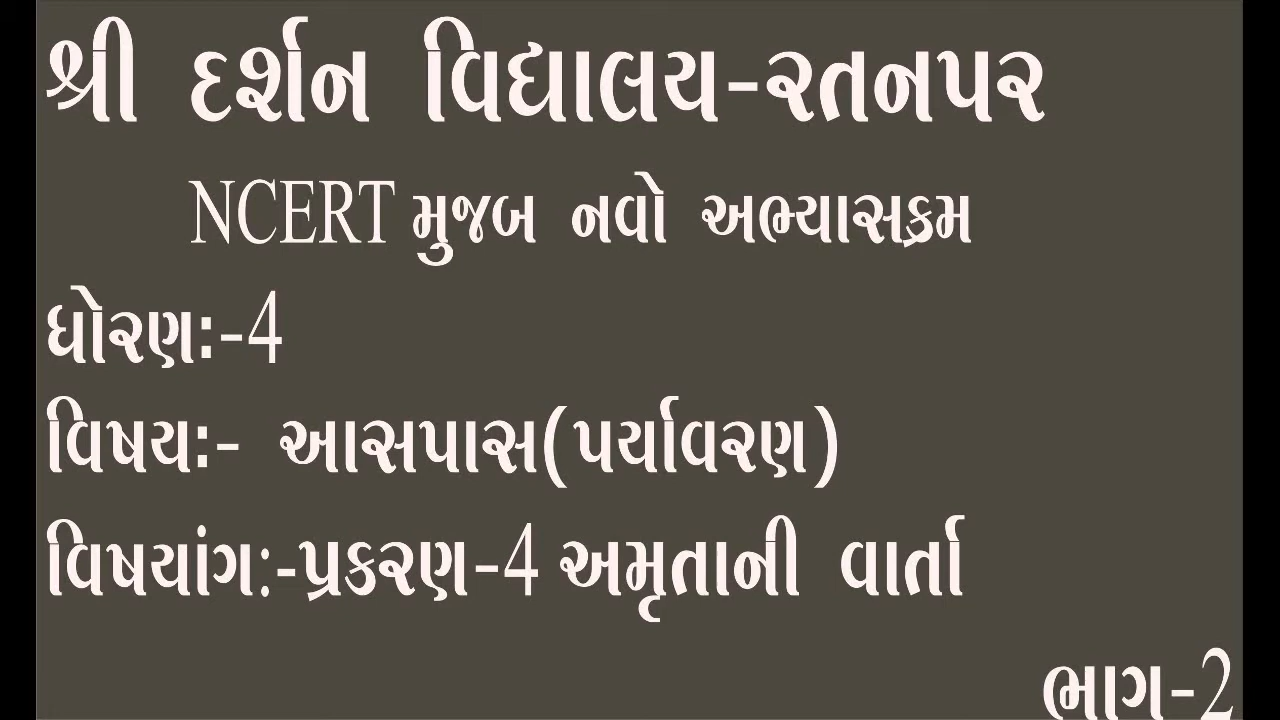 શ્રી દર્શન વિદ્યાલય-રતનપર
NCERT મુજબ નવો અભ્યાસક્રમ
ધોરણઃ-4
વિષયઃ- આસપાસ(પર્યાવરણ)
વિષયાંગ:-પ્રકરણ-4 અમૃતાની વાર્તા
ભાગ-2